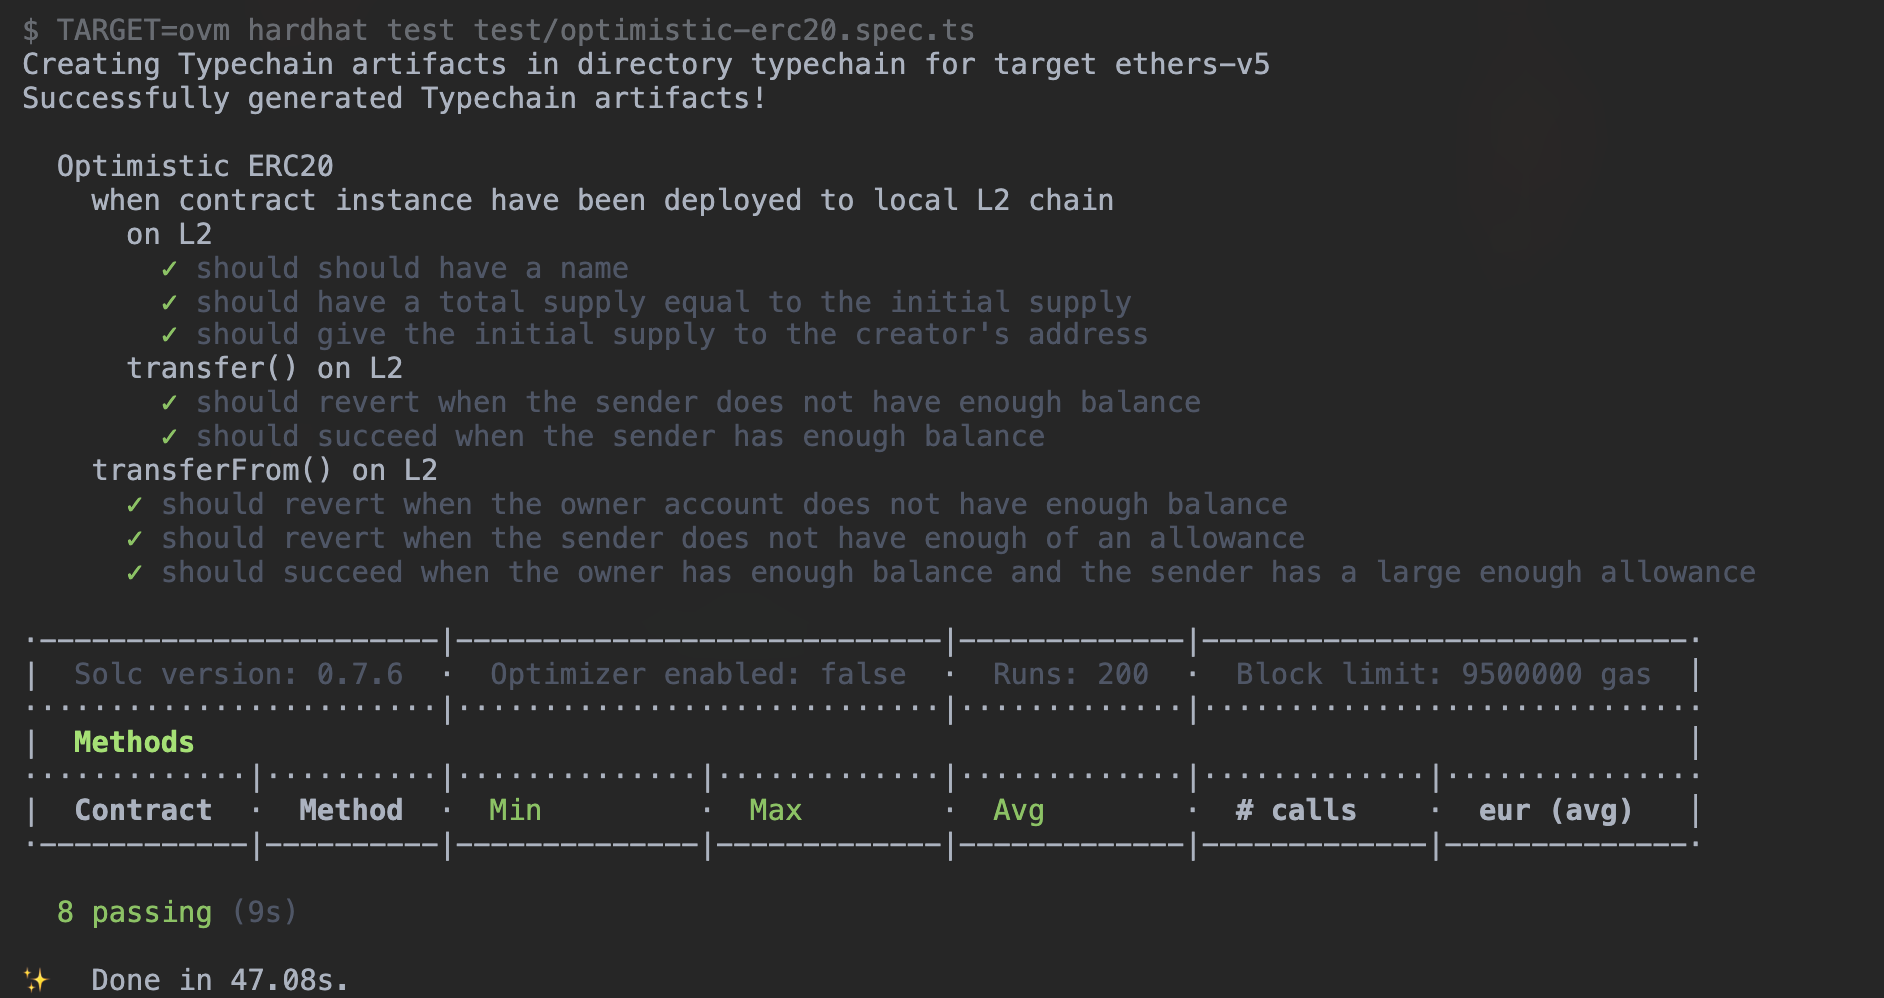 $ TARGET=ovm hardhat test test/optimistic-erc20.spec.ts
Creating Typechain artifacts in directory typechain for target ethers-v5
Successfully generated Typechain artifacts!
Optimistic ERC20
when contract instance have been deployed to local L2 chain
on L2
✓ should should have a name
✓ should have a total supply equal to the initial supply
✓ should give the initial supply to the creator's address
transfer() on L2
✓ should revert when the sender does not have enough balance
✓ should succeed when the sender has enough balance
transferFrom() on L2
✓ should revert when the owner account does not have enough balance
✓ should revert when the sender does not have enough of an allowance
✓ should succeed when the owner has enough balance and the sender has a large enough allowance
| Solc version: 0.7.6 · Optimizer enabled: false · Runs: 200 · Block limit: 9500000 gas |
| Methods |
| Contract · Method · Min · Max · Avg · # calls · eur (avg) |
8 passing (9s)
✨ Done in 47.08s.